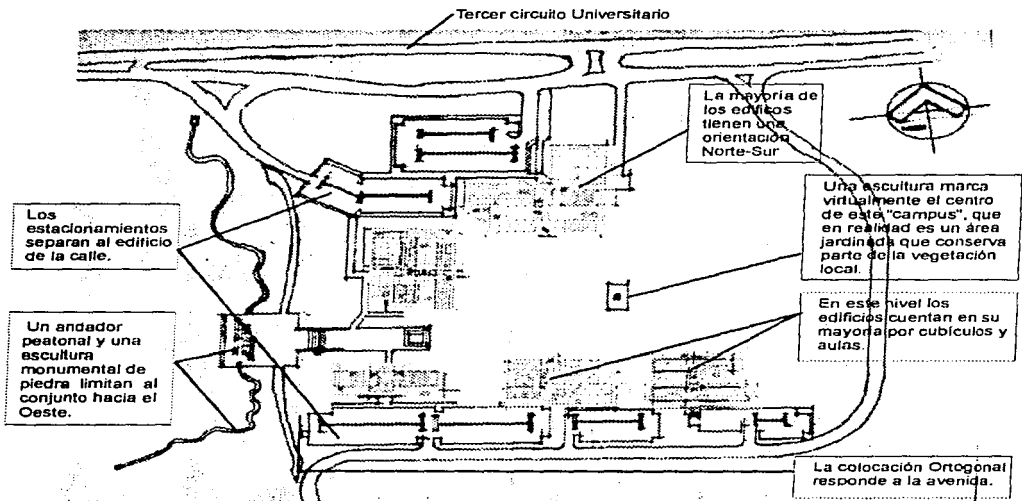 Tercer circuito Universitario
La mayoría de
los edificos
tienen una
orientación
Norte-Sur
Una escultura marca
virtualmente el centro
de este "campus", que
en realidad es un área
jardinada que conserva
parte de la vegetación
local.
Los
estacionamientos
separan al edificio
de la calle.
En este nivel los
edificios cuentan en su
mayoría por cubículos y
aulas.
Un andador
peatonal y una
escultura
monumental de
piedra limitan al
conjunto hacia el
Oeste.
La colocación Ortogonal
responde a la avenida.